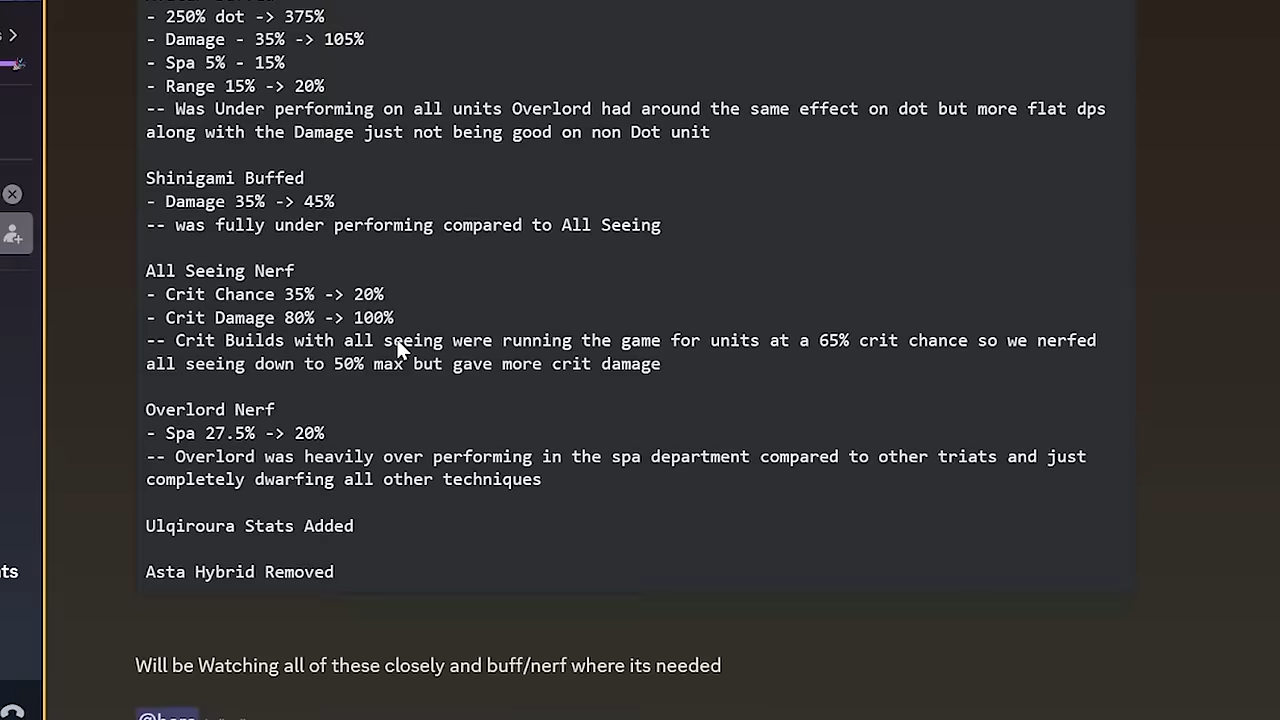 - 250% dot -> 375%
- Damage - 35% -> 105%
- Spa 5% - 15%
- Range 15% -> 20%
-- Was Under performing on all units Overlord had around the same effect on dot but more flat dps
along with the Damage just not being good on non Dot unit
Shinigami Buffed
- Damage 35% -> 45%
-- was fully under performing compared to All Seeing
All Seeing Nerf
- Crit Chance 35% -> 20%
- Crit Damage 80% -> 100%
-- Crit Builds with all seeing were running the game for units at a 65% crit chance so we nerfed
all seeing down to 50% max but gave more crit damage
Overlord Nerf
- Spa 27.5% -> 20%
-- Overlord was heavily over performing in the spa department compared to other triats and just
completely dwarfing all other techniques
Ulqiroura Stats Added
ts
Asta Hybrid Removed
Will be Watching all of these closely and buff/nerf where its needed